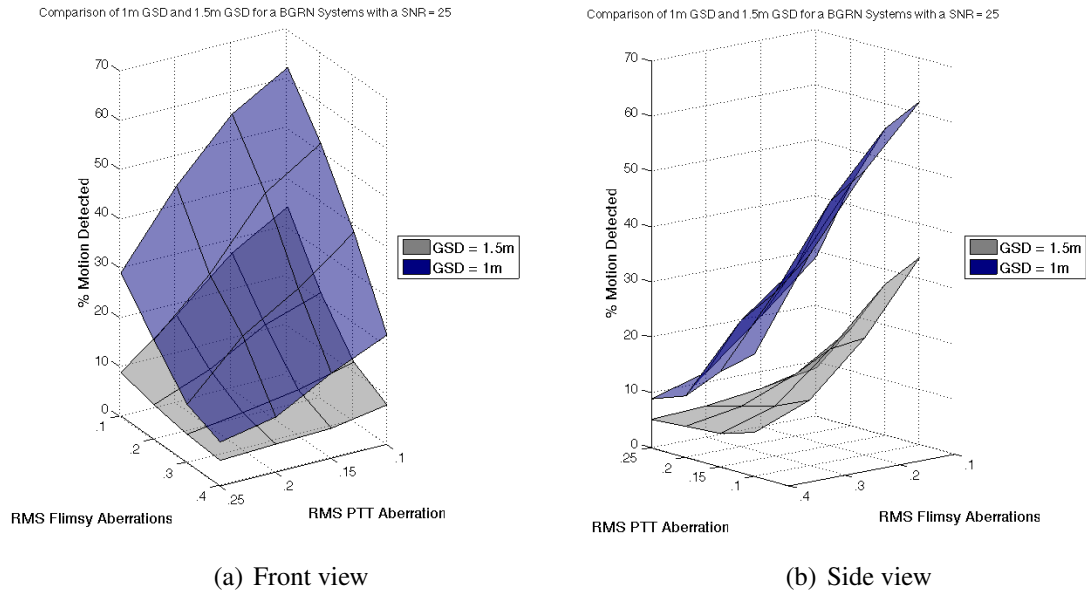 Comparison of 1m GSD and 1.5m GSD for a BGRN Systems with a SNR = 25
70
60
50
40
30
20
10
0
% Motion Detected
.1
.2
.3
.4
RMS Flimsy Aberrations
.25
.2
.15
.1
RMS PTT Aberration
GSD = 1.5m
GSD = 1m
(a) Front view
Comparison of 1m GSD and 1.5m GSD for a BGRN Systems with a SNR = 25
70
60
50
40
30
20
10
0
% Motion Detected
.25
.2
.15
.1
RMS PTT Aberration
.4
.3
.2
.1
RMS Flimsy Aberrations
GSD = 1.5m
GSD = 1m
(b) Side view